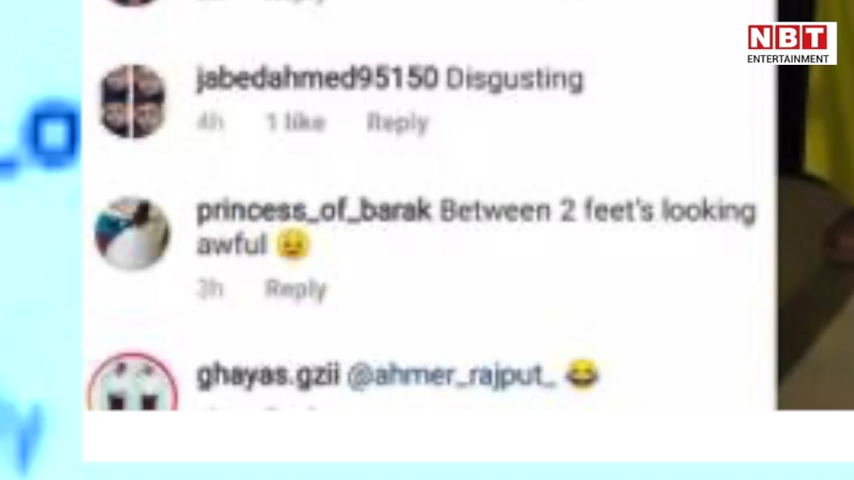 NBT
ENTERTAINMENT
jabedahmed95150 Disgusting
4h 1 like Reply
princess_of_barak Between 2 feet's looking
awful 😐
3h Reply
ghayas.gzii @ahmer_rajput_ 😂